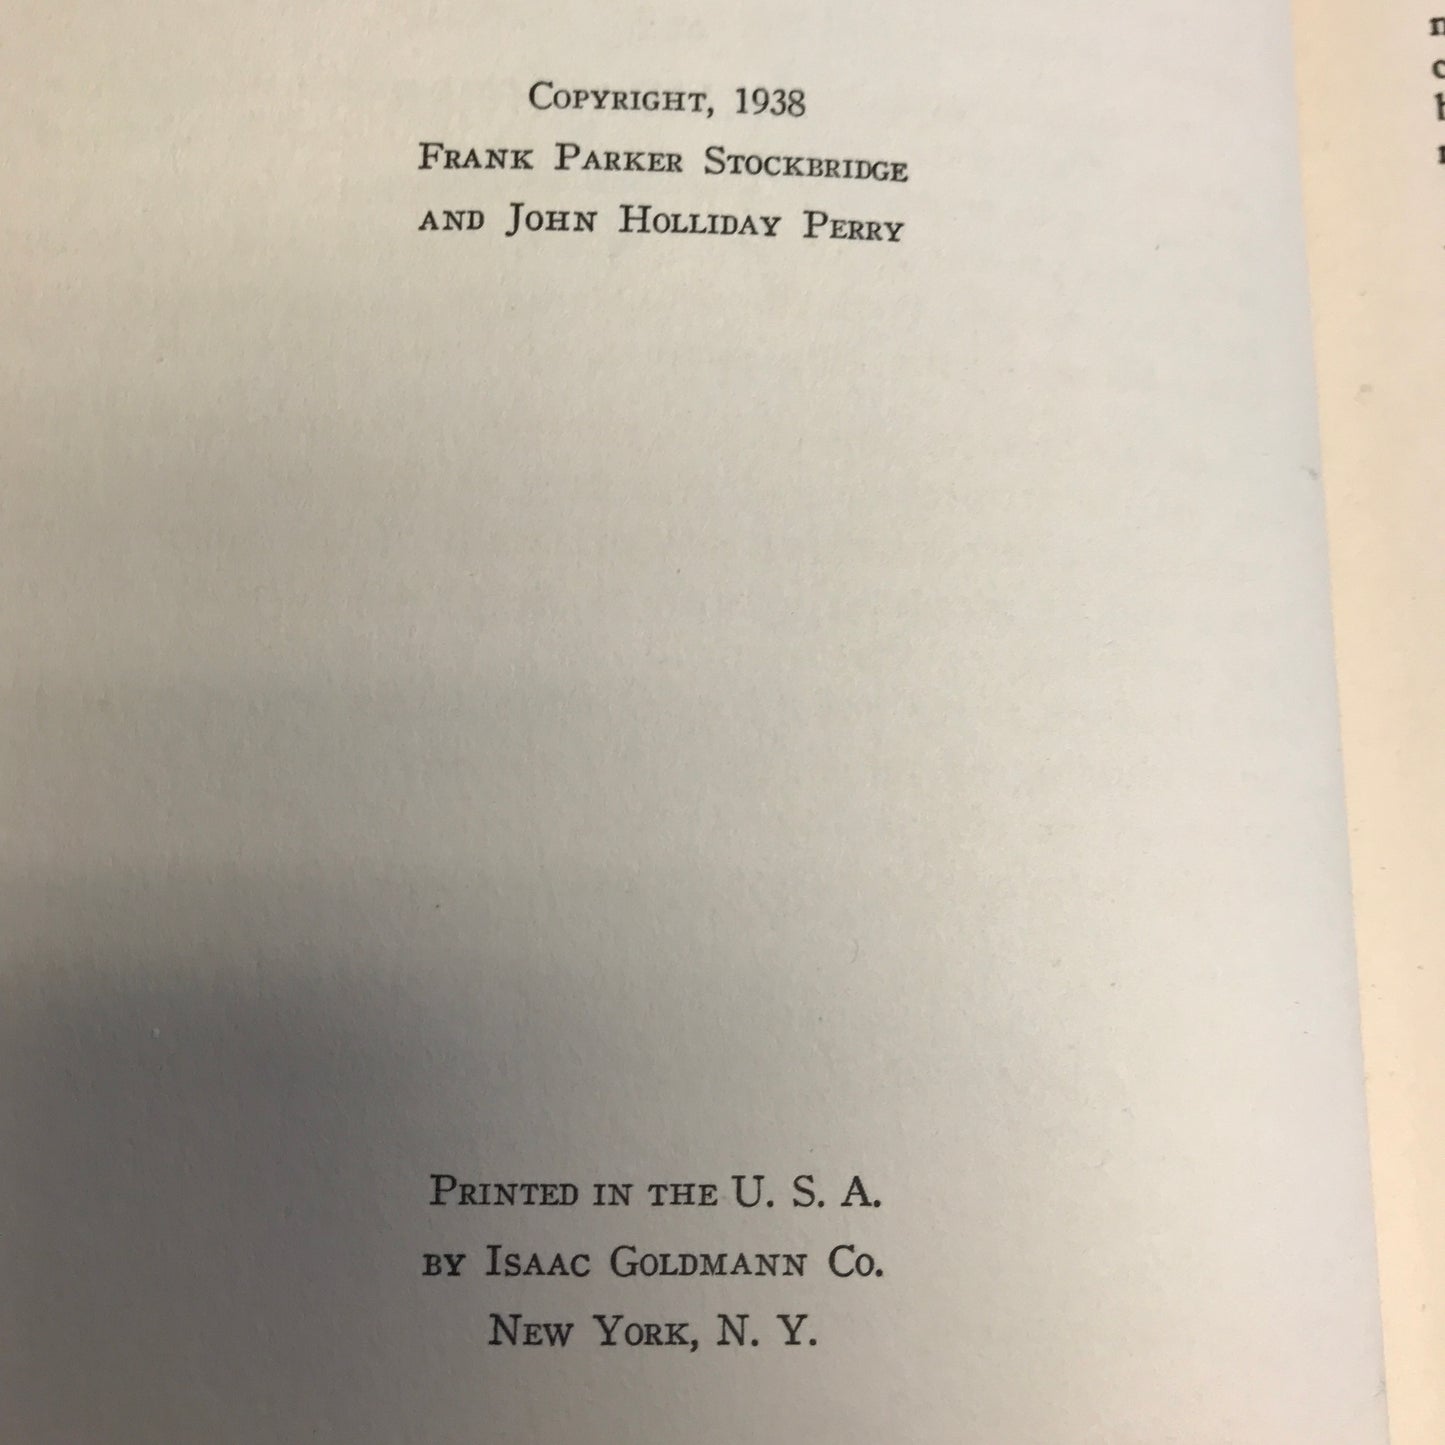 Copyright, 1938
Frank Parker Stockbridge
and John Holliday Perry
Printed in the U. S. A.
by Isaac Goldmann Co.
New York, N. Y.